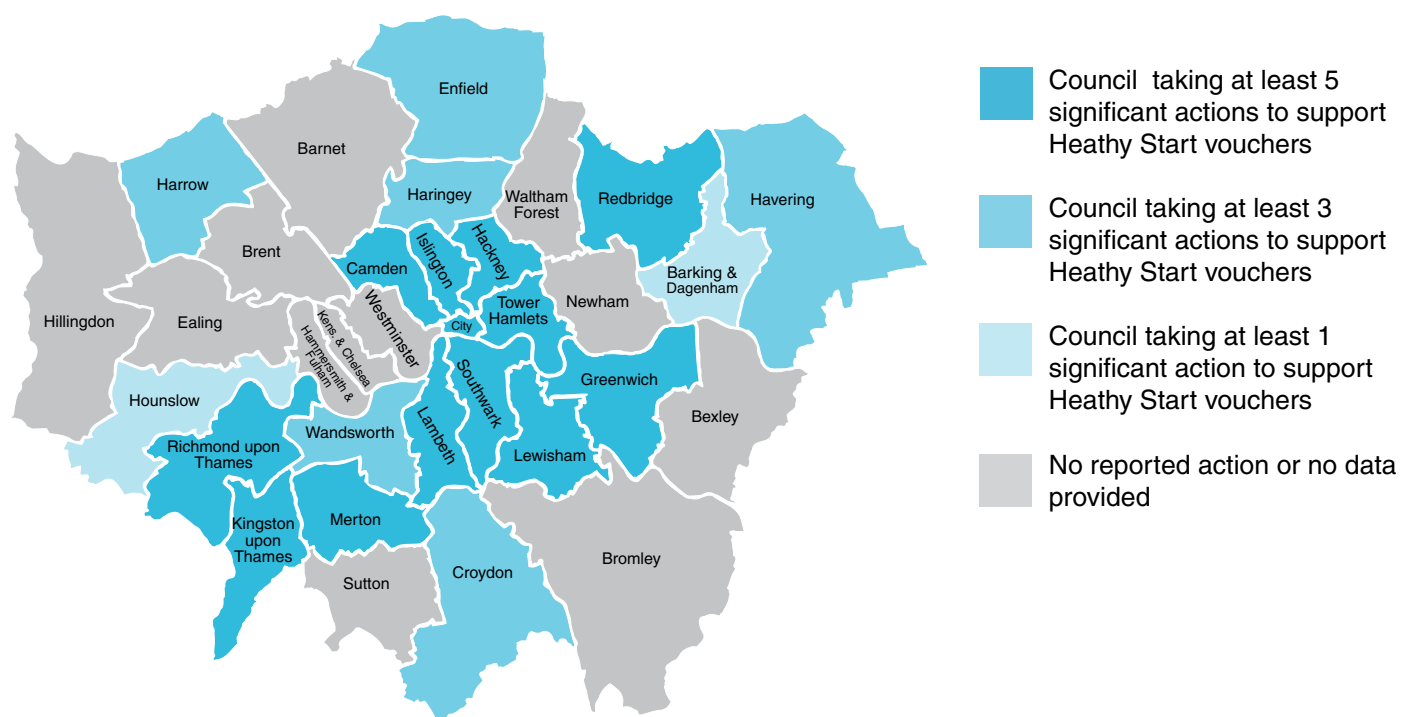 Enfield
Barnet
Harrow
Haringey
Waltham
Forest
Redbridge
Havering
Brent
Camden
Islington
Hackney
Barking &
Dagenham
Hillingdon
Ealing
Westminster
City
Tower
Hamlets
Newham
Kens. & Chelsea
Hammersmith &
Fulham
Hounslow
Southwark
Greenwich
Bexley
Richmond upon
Thames
Wandsworth
Lambeth
Lewisham
Kingston
upon
Thames
Merton
Sutton
Croydon
Bromley
Council taking at least 5
significant actions to support
Heathy Start vouchers
Council taking at least 3
significant actions to support
Heathy Start vouchers
Council taking at least 1
significant action to support
Heathy Start vouchers
No reported action or no data
provided